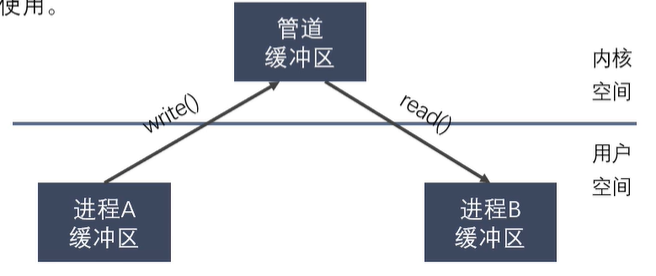 使用。
管道
缓冲区
内核
空间
write()
read()
用户
空间
进程A
缓冲区
进程B
缓冲区